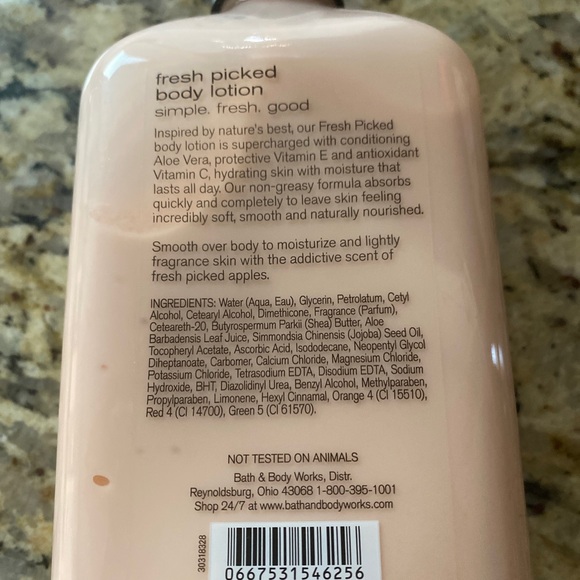 fresh picked
body lotion
simple. fresh. good
Inspired by nature's best, our Fresh Picked
body lotion is supercharged with conditioning
Aloe Vera, protective Vitamin E and antioxidant
Vitamin C, hydrating skin with moisture that
lasts all day. Our non-greasy formula absorbs
quickly and completely to leave skin feeling
incredibly soft, smooth and naturally nourished.
Smooth over body to moisturize and lightly
fragrance skin with the addictive scent of
fresh picked apples.
INGREDIENTS: Water (Aqua, Eau), Glycerin, Petrolatum, Cetyl
Alcohol, Cetearyl Alcohol, Dimethicone, Fragrance (Parfum),
Ceteareth-20, Butyrospermum Parkii (Shea) Butter, Aloe
Barbadensis Leaf Juice, Simmondsia Chinensis (Jojoba) Seed Oil,
Tocopheryl Acetate, Ascorbic Acid, Isododecane, Neopentyl Glycol
Diheptanoate, Carbomer, Calcium Chloride, Magnesium Chloride,
Potassium Chloride, Tetrasodium EDTA, Disodium EDTA, Sodium
Hydroxide, BHT, Diazolidinyl Urea, Benzyl Alcohol, Methylparaben,
Propylparaben, Limonene, Hexyl Cinnamal, Orange 4 (CI 15510),
Red 4 (CI 14700), Green 5 (CI 61570).
NOT TESTED ON ANIMALS
Bath & Body Works, Distr.
Reynoldsburg, Ohio 43068 1-800-395-1001
Shop 24/7 at www.bathandbodyworks.com
30318328
0667531546256